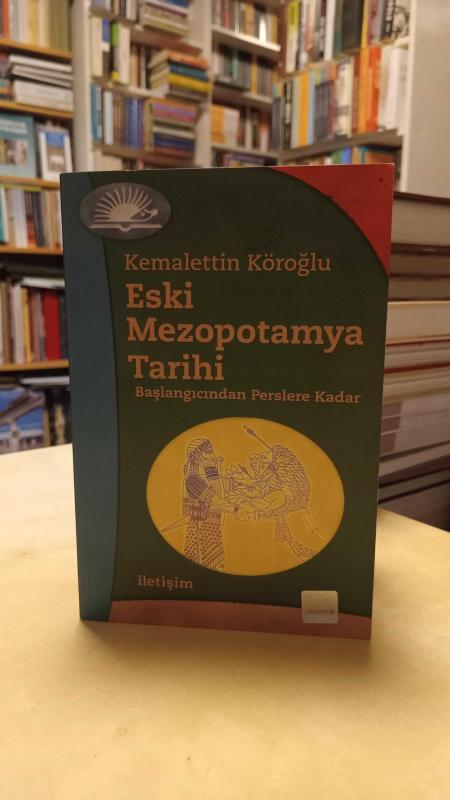 Kemalettin Köroğlu
Eski
Mezopotamya
Tarihi
Başlangıcından Perslere Kadar
iletişim